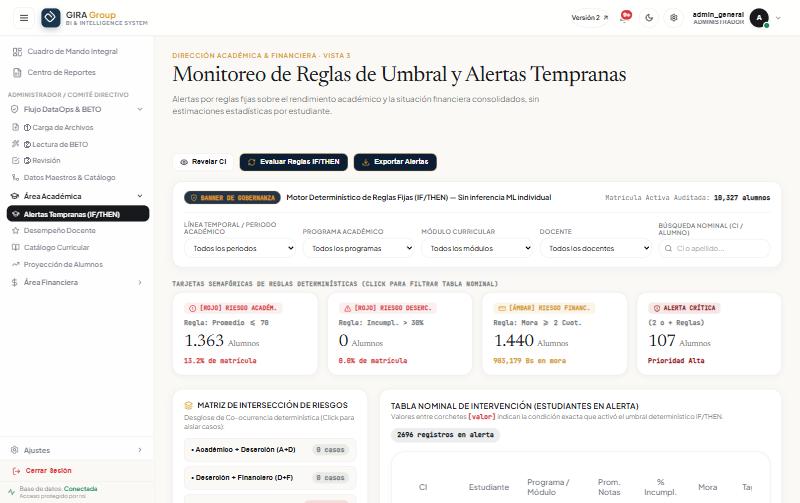 GIRA Group
BI & INTELLIGENCE SYSTEM
Versión 2 ↗
9+
admin_general
ADMINISTRADOR
A
Cuadro de Mando Integral
Centro de Reportes
ADMINISTRADOR / COMITÉ DIRECTIVO
Flujo DataOps & BETO
① Carga de Archivos
② Lectura de BETO
③ Revisión
Datos Maestros & Catálogo
Área Académica
Alertas Tempranas (IF/THEN)
Desempeño Docente
Catálogo Curricular
Proyección de Alumnos
Área Financiera
Ajustes
Cerrar Sesión
Base de datos: Conectada
Acceso protegido por rol
DIRECCIÓN ACADÉMICA & FINANCIERA · VISTA 3
Monitoreo de Reglas de Umbral y Alertas Tempranas
Alertas por reglas fijas sobre el rendimiento académico y la situación financiera consolidados, sin
estimaciones estadísticas por estudiante.
Revelar CI
Evaluar Reglas IF/THEN
Exportar Alertas
BANNER DE GOBERNANZA
Motor Determinístico de Reglas Fijas (IF/THEN) — Sin inferencia ML individual
Matrícula Activa Auditada: 10,327 alumnos
LÍNEA TEMPORAL / PERIODO ACADÉMICO
PROGRAMA ACADÉMICO
MÓDULO CURRICULAR
DOCENTE
BÚSQUEDA NOMINAL (CI / ALUMNO)
Todos los periodos
Todos los programas
Todos los módulos
Todos los docentes
CI o apellido...
TARJETAS SEMAFÓRICAS DE REGLAS DETERMINÍSTICAS (CLICK PARA FILTRAR TABLA NOMINAL)
[ROJO] RIESGO ACADÉM.
Regla: Promedio ≤ 70
1.363 Alumnos
13.2% de matrícula
[ROJO] RIESGO DESERC.
Regla: Incumpl. > 30%
0 Alumnos
0.0% de matrícula
[ÁMBAR] RIESGO FINANC.
Regla: Mora ≥ 2 Cuot.
1.440 Alumnos
903,179 Bs en mora
ALERTA CRÍTICA
(2 o + Reglas)
107 Alumnos
Prioridad Alta
MATRIZ DE INTERSECCIÓN DE RIESGOS
Desglose de Co-ocurrencia determinística (Click para
aislar casos):
• Académico + Deserción (A+D)
0 casos
• Deserción + Financiero (D+F)
0 casos
TABLA NOMINAL DE INTERVENCIÓN (ESTUDIANTES EN ALERTA)
Valores entre corchetes [valor] indican la condición exacta que activó el umbral determinístico IF/THEN.
2696 registros en alerta
CI
Estudiante
Programa / Módulo
Prom. Notas
% Incumpl.
Mora